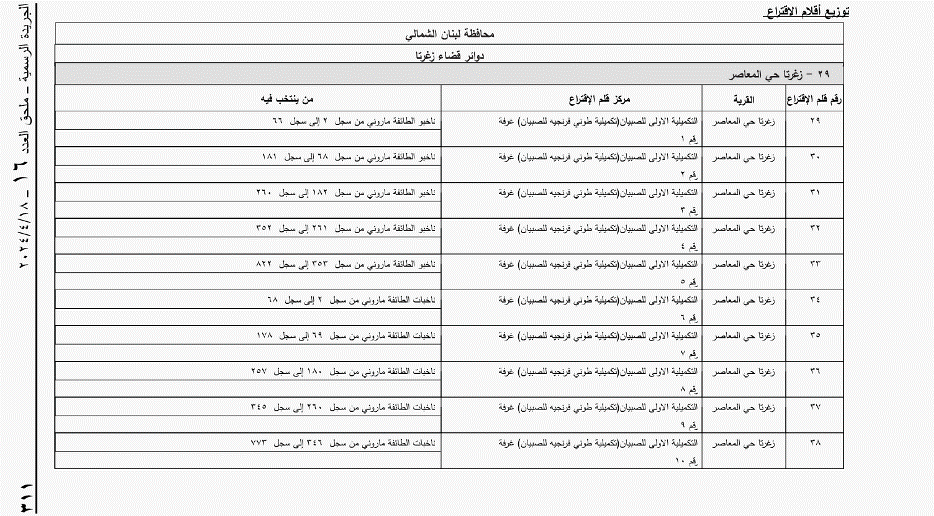 توزيع أقلام الإقتراع
محافظة لبنان الشمالي
دوائر قضاء زغرتا
٢٩ - زغرتا حي المعاصر
رقم قلم الإقتراع القرية مركز قلم الإقتراع من ينتخب فيه
٢٩ زغرتا حي المعاصر التكميلية الاولى للصبيان(تكميلية طوني فرنجيه للصبيان) غرفة ناخبو الطائفة ماروني من سجل ٢ إلى سجل ٦٦
رقم ١
٣٠ زغرتا حي المعاصر التكميلية الاولى للصبيان(تكميلية طوني فرنجيه للصبيان) غرفة ناخبو الطائفة ماروني من سجل ٦٨ إلى سجل ١٨١
رقم ٢
٣١ زغرتا حي المعاصر التكميلية الاولى للصبيان(تكميلية طوني فرنجيه للصبيان) غرفة ناخبو الطائفة ماروني من سجل ١٨٢ إلى سجل ٢٦٠
رقم ٣
٣٢ زغرتا حي المعاصر التكميلية الاولى للصبيان(تكميلية طوني فرنجيه للصبيان) غرفة ناخبو الطائفة ماروني من سجل ٢٦١ إلى سجل ٣٥٢
رقم ٤
٣٣ زغرتا حي المعاصر التكميلية الاولى للصبيان(تكميلية طوني فرنجيه للصبيان) غرفة ناخبو الطائفة ماروني من سجل ٣٥٣ إلى سجل ٨٢٢
رقم ٥
٣٤ زغرتا حي المعاصر التكميلية الاولى للصبيان(تكميلية طوني فرنجيه للصبيان) غرفة ناخبات الطائفة ماروني من سجل ٢ إلى سجل ٦٨
رقم ٦
٣٥ زغرتا حي المعاصر التكميلية الاولى للصبيان(تكميلية طوني فرنجيه للصبيان) غرفة ناخبات الطائفة ماروني من سجل ٦٩ إلى سجل ١٧٨
رقم ٧
٣٦ زغرتا حي المعاصر التكميلية الاولى للصبيان(تكميلية طوني فرنجيه للصبيان) غرفة ناخبات الطائفة ماروني من سجل ١٨٠ إلى سجل ٢٥٧
رقم ٨
٣٧ زغرتا حي المعاصر التكميلية الاولى للصبيان(تكميلية طوني فرنجيه للصبيان) غرفة ناخبات الطائفة ماروني من سجل ٢٦٠ إلى سجل ٣٤٥
رقم ٩
٣٨ زغرتا حي المعاصر التكميلية الاولى للصبيان(تكميلية طوني فرنجيه للصبيان) غرفة ناخبات الطائفة ماروني من سجل ٣٤٦ إلى سجل ٧٧٣
رقم ١٠
الجريدة الرسمية – ملحق العدد ١٦ – ٢٠٢٤/٤/١٨
٣١١